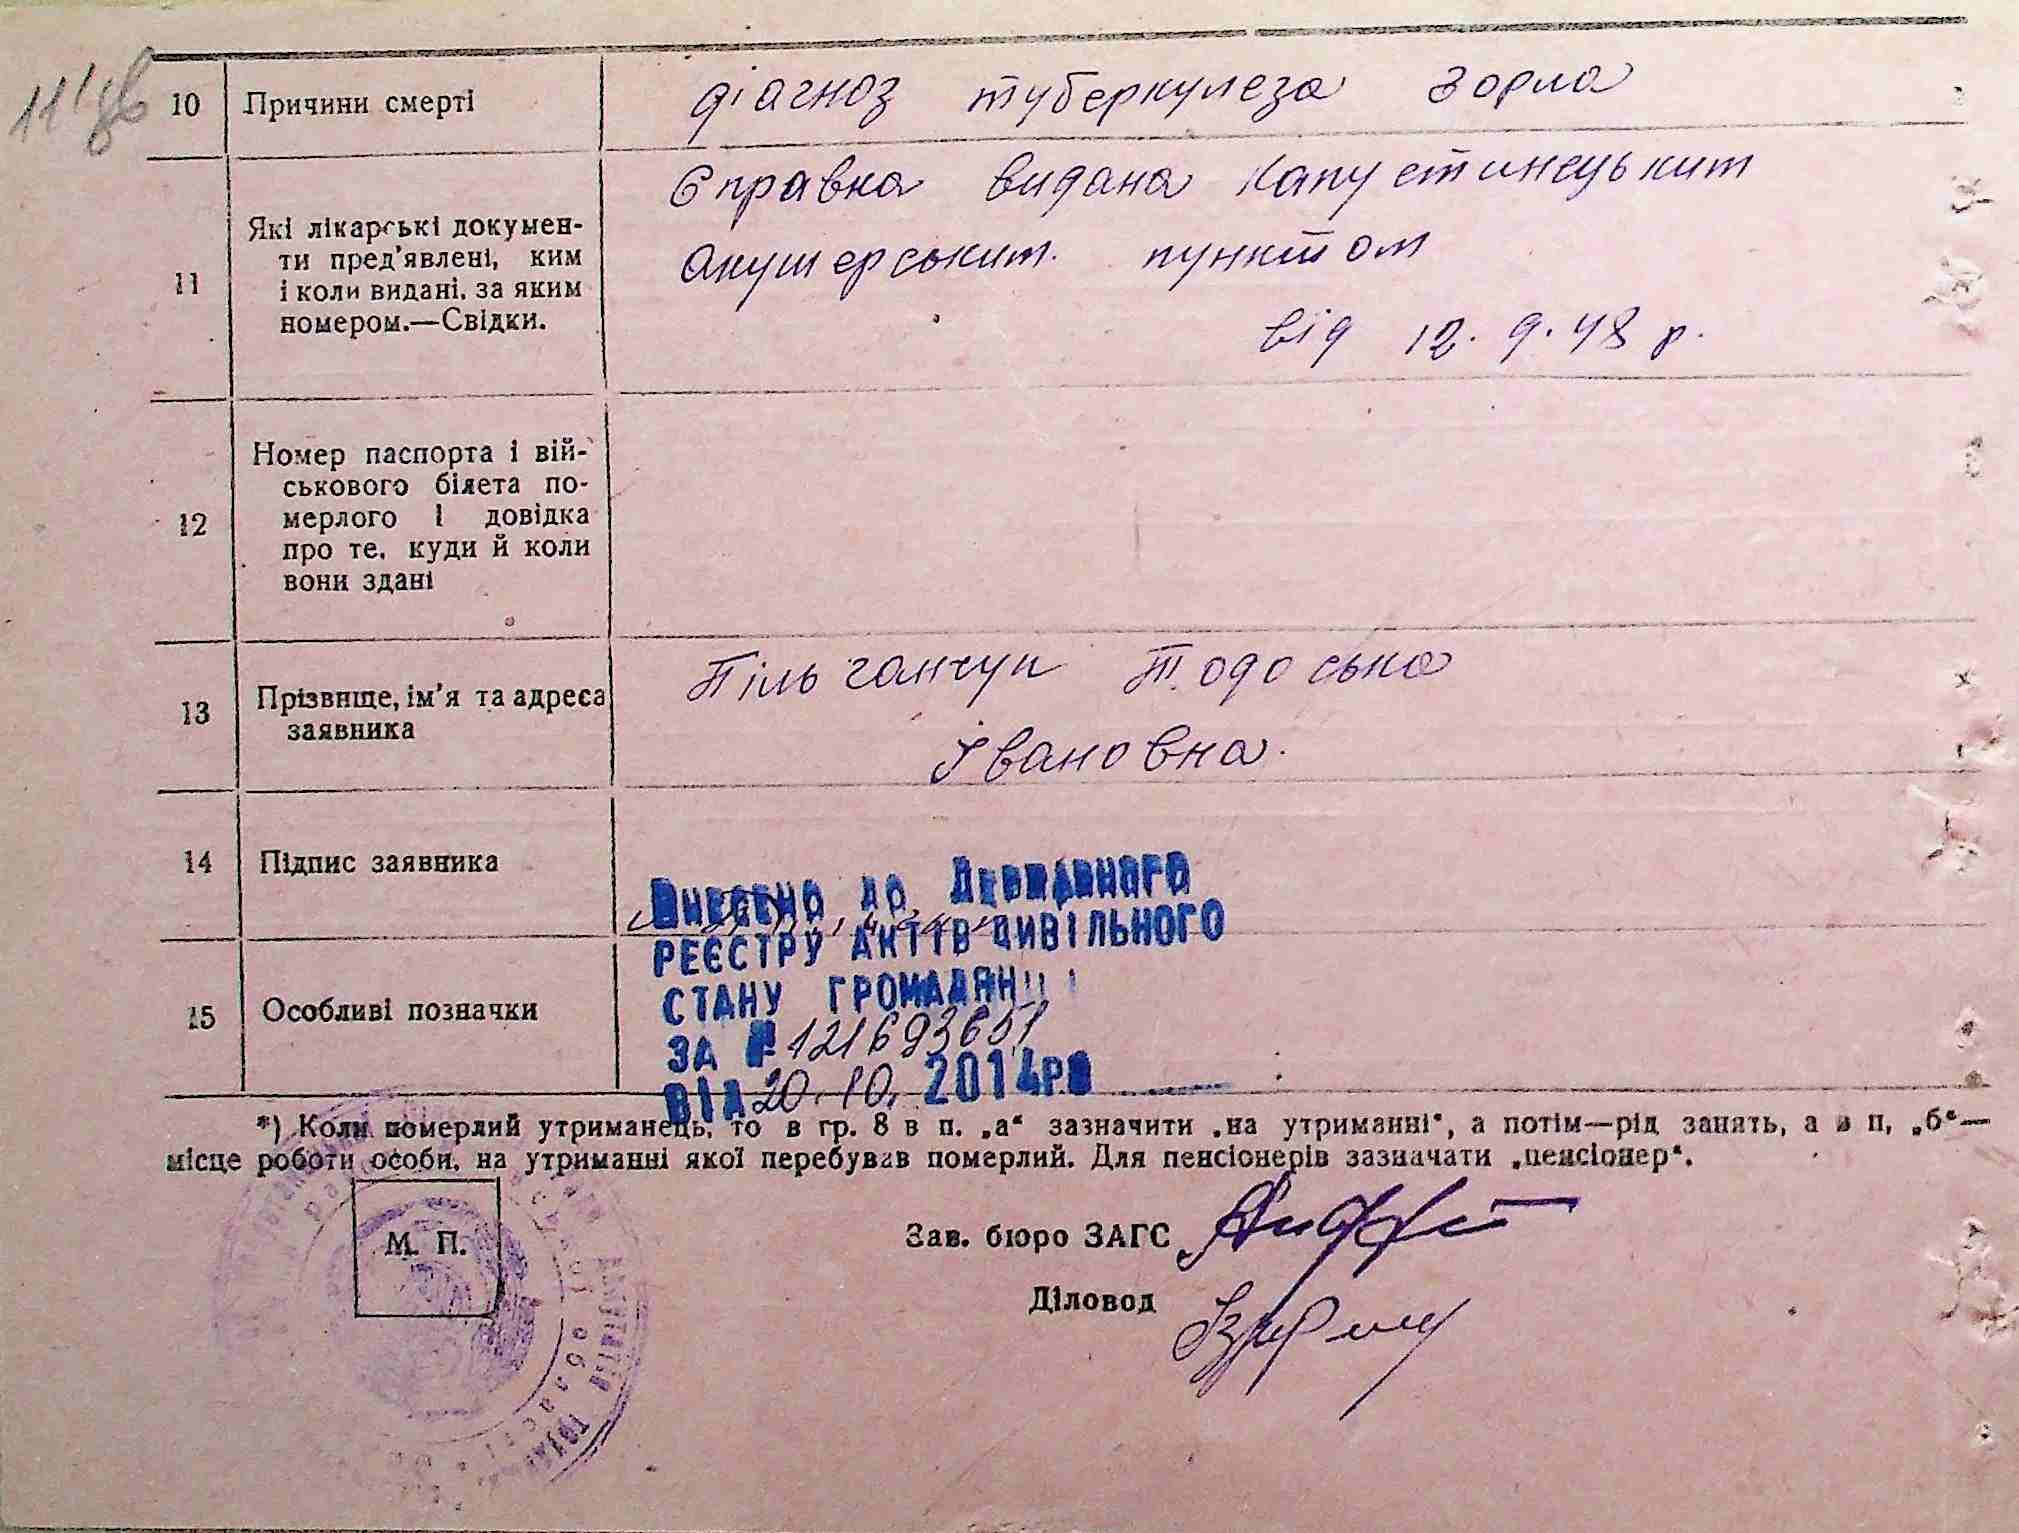 10 Причини смерті діагноз туберкулеза Зорла
Справка видана Капустинецьким
Які лікарські докумен-
ти пред'явлені, ким акушерським. пунктом
11 і коли видані, за яким
номером.—Свідки. від 12.9.48 р.
Номер паспорта і вій-
ськового білета по-
12 мерлого і довідка
про те, куди й коли
вони здані
13 Прізвище, ім'я та адреса Пільганчук Тодоська
заявника Івановна.
14 Підпис заявника
Внесено до Державного
РЕЄСТРУ АКТІВ ЦИВІЛЬНОГО
15 Особливі позначки СТАНУ ГРОМАДЯН
ЗА № 121693651
ВІД 20.10. 2014р
*) Коли померлий утриманець, то в гр. 8 в п. „а“ зазначити „на утриманні“, а потім—рід занять, а в п, „б“—
місце роботи особи, на утриманні якої перебував померлий. Для пенсіонерів зазначати „пенсіонер“.
М. П.
Зав. бюро ЗАГС
Діловод